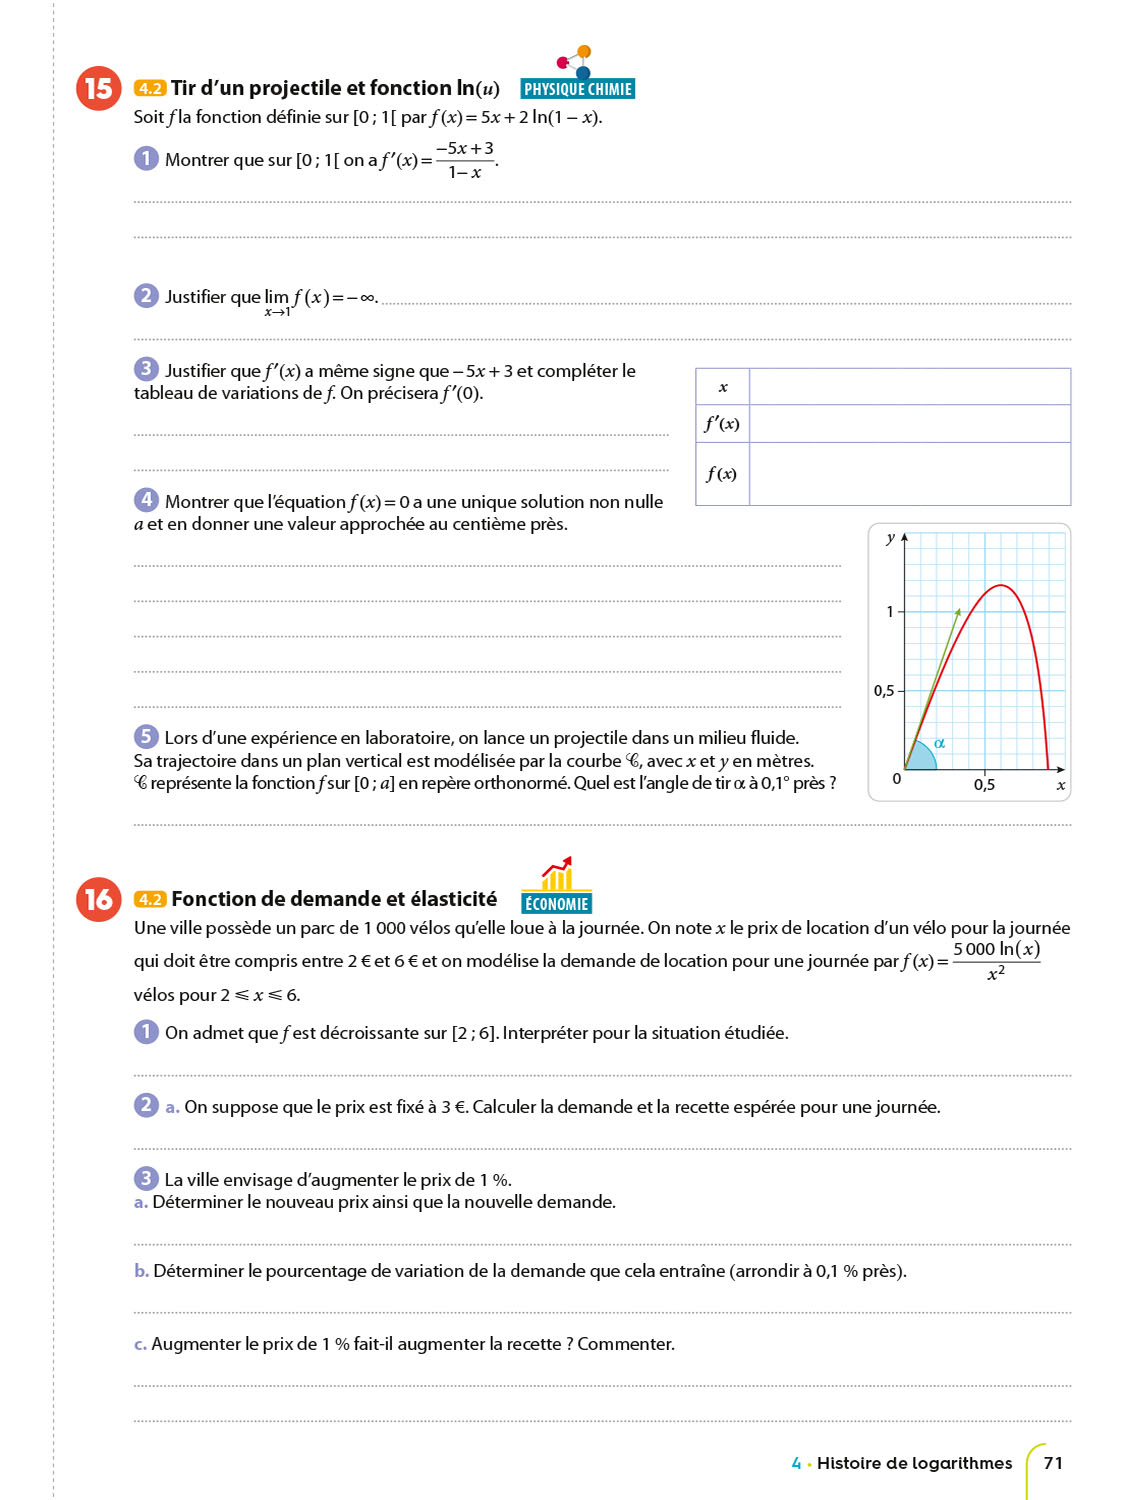 15 4.2 Tir d’un projectile et fonction ln(u) PHYSIQUE CHIMIE
Soit f la fonction définie sur [0 ; 1[ par f (x) = 5x + 2 ln(1 − x).
1 Montrer que sur [0 ; 1[ on a f ′(x) = (−5x + 3)/(1 − x).
2 Justifier que lim x→1 f (x) = − ∞.
3 Justifier que f ′(x) a même signe que − 5x + 3 et compléter le
tableau de variations de f. On précisera f ′(0).
x
f ′(x)
f (x)
4 Montrer que l’équation f (x) = 0 a une unique solution non nulle
a et en donner une valeur approchée au centième près.
y
1
0,5
α
0
0,5
x
5 Lors d’une expérience en laboratoire, on lance un projectile dans un milieu fluide.
Sa trajectoire dans un plan vertical est modélisée par la courbe 𝒞, avec x et y en mètres.
𝒞 représente la fonction f sur [0 ; a] en repère orthonormé. Quel est l’angle de tir α à 0,1° près ?
16 4.2 Fonction de demande et élasticité ÉCONOMIE
Une ville possède un parc de 1 000 vélos qu’elle loue à la journée. On note x le prix de location d’un vélo pour la journée
qui doit être compris entre 2 € et 6 € et on modélise la demande de location pour une journée par f (x) = 5 000 ln(x)/x²
vélos pour 2 ⩽ x ⩽ 6.
1 On admet que f est décroissante sur [2 ; 6]. Interpréter pour la situation étudiée.
2 a. On suppose que le prix est fixé à 3 €. Calculer la demande et la recette espérée pour une journée.
3 La ville envisage d’augmenter le prix de 1 %.
a. Déterminer le nouveau prix ainsi que la nouvelle demande.
b. Déterminer le pourcentage de variation de la demande que cela entraîne (arrondir à 0,1 % près).
c. Augmenter le prix de 1 % fait-il augmenter la recette ? Commenter.
4 • Histoire de logarithmes 71